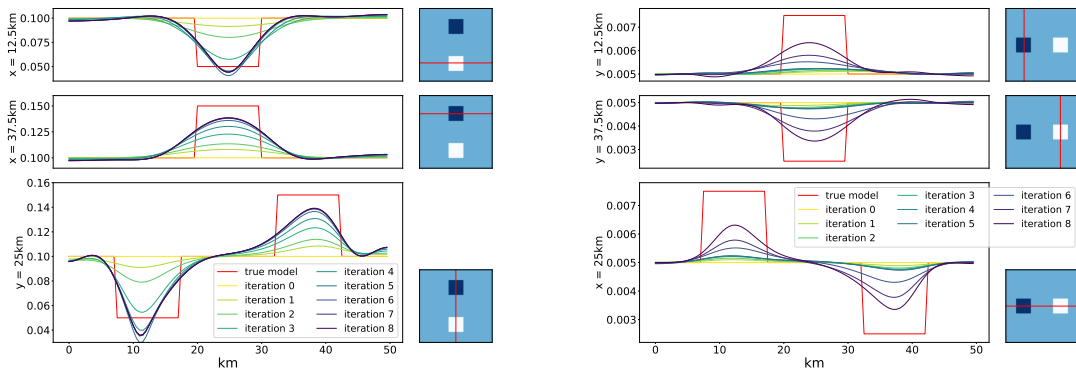 x = 12.5km
0.100
0.075
0.050
x = 37.5km
0.150
0.125
0.100
y = 25km
0.16
0.14
0.12
0.10
0.08
0.06
0.04
true model
iteration 0
iteration 1
iteration 2
iteration 3
iteration 4
iteration 5
iteration 6
iteration 7
iteration 8
0 10 20 30 40 50
km
y = 12.5km
0.007
0.006
0.005
y = 37.5km
0.005
0.004
0.003
x = 25km
0.007
0.006
0.005
0.004
0.003
true model
iteration 0
iteration 1
iteration 2
iteration 3
iteration 4
iteration 5
iteration 6
iteration 7
iteration 8
0 10 20 30 40 50
km